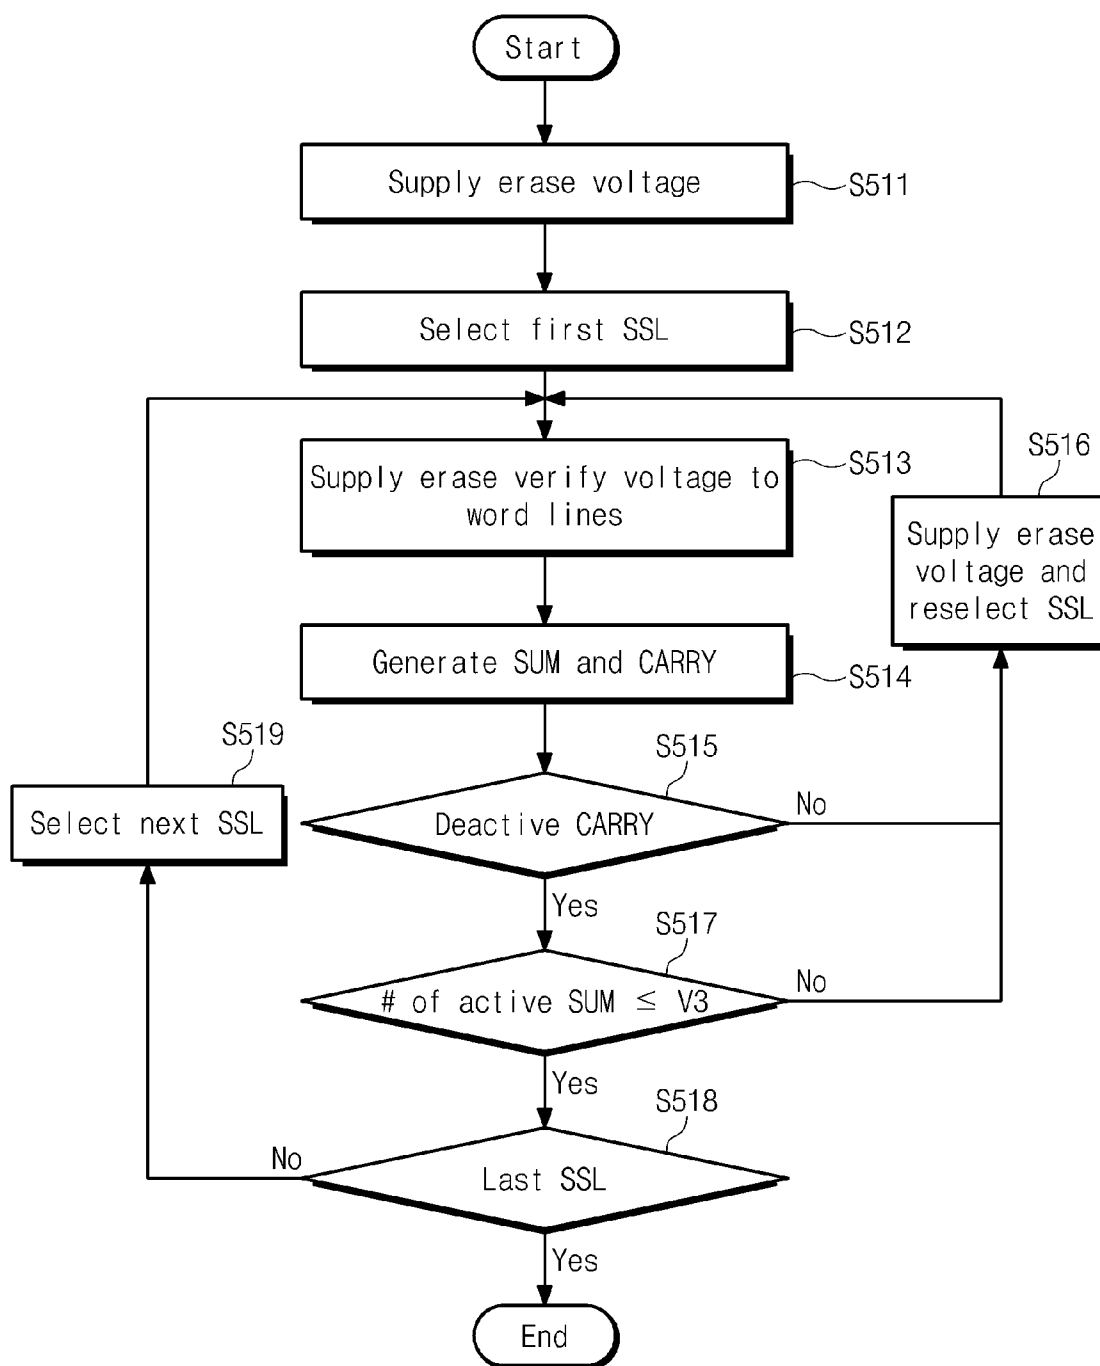 Start
Supply erase voltage
S511
Select first SSL
S512
Supply erase verify voltage to
word lines
S513
S516
Supply erase
voltage and
reselect SSL
Generate SUM and CARRY
S514
S519
Select next SSL
S515
Deactive CARRY
No
Yes
S517
# of active SUM ≦ V3
No
Yes
S518
Last SSL
No
Yes
End